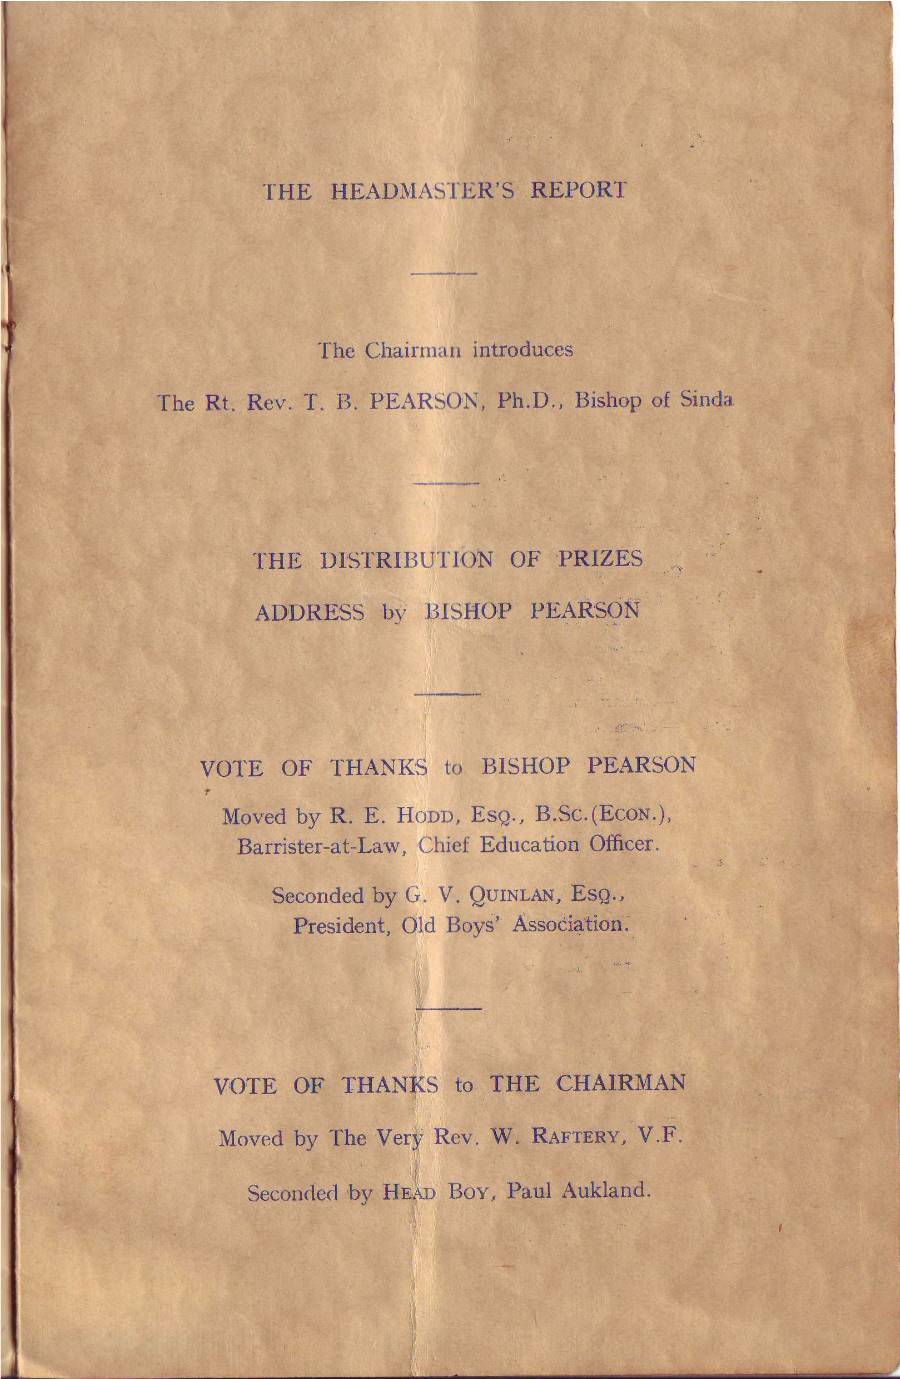 THE HEADMASTER'S REPORT
The Chairman introduces
The Rt. Rev. T. B. PEARSON, Ph.D., Bishop of Sinda
THE DISTRIBUTION OF PRIZES
ADDRESS by BISHOP PEARSON
VOTE OF THANKS to BISHOP PEARSON
Moved by R. E. HODD, ESQ., B.SC.(ECON.),
Barrister-at-Law, Chief Education Officer.
Seconded by G. V. QUINLAN, ESQ.,
President, Old Boys' Association.
VOTE OF THANKS to THE CHAIRMAN
Moved by The Very Rev. W. RAFTERY, V.F.
Seconded by HEAD BOY, Paul Aukland.